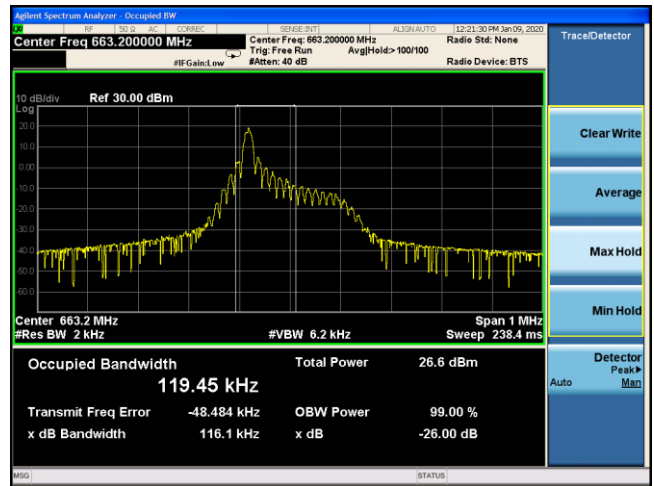 Agilent Spectrum Analyzer - Occupied BW
RF 50 Ω AC CORREC SENSE:INT ALIGNAUTO 12:21:30 PM Jan 09, 2020
Center Freq 663.200000 MHz Center Freq: 663.200000 MHz Radio Std: None
Trig: Free Run Avg|Hold:> 100/100
#IFGain:Low #Atten: 40 dB Radio Device: BTS
Trace/Detector
10 dB/div Ref 30.00 dBm
Log
20.0
10.0
0.00
-10.0
-20.0
-30.0
-40.0
-50.0
-60.0
Center 663.2 MHz Span 1 MHz
#Res BW 2 kHz #VBW 6.2 kHz Sweep 238.4 ms
Clear Write
Average
Max Hold
Min Hold
Detector
Peak▶
Auto Man
Occupied Bandwidth Total Power 26.6 dBm
119.45 kHz
Transmit Freq Error -48.484 kHz OBW Power 99.00 %
x dB Bandwidth 116.1 kHz x dB -26.00 dB
MSG STATUS